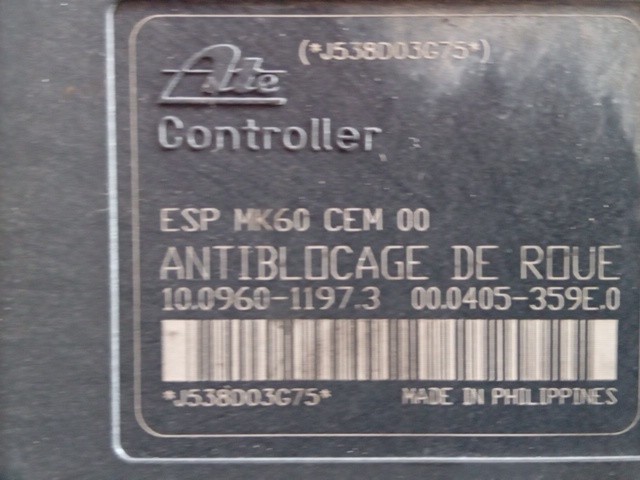 (*J538D03G75*)
Ate
Controller
ESP MK60 CEM 00
ANTIBLOCAGE DE ROUE
10.0960-1197.3 00.0405-359E.0
*J538D03G75*
MADE IN PHILIPPINES